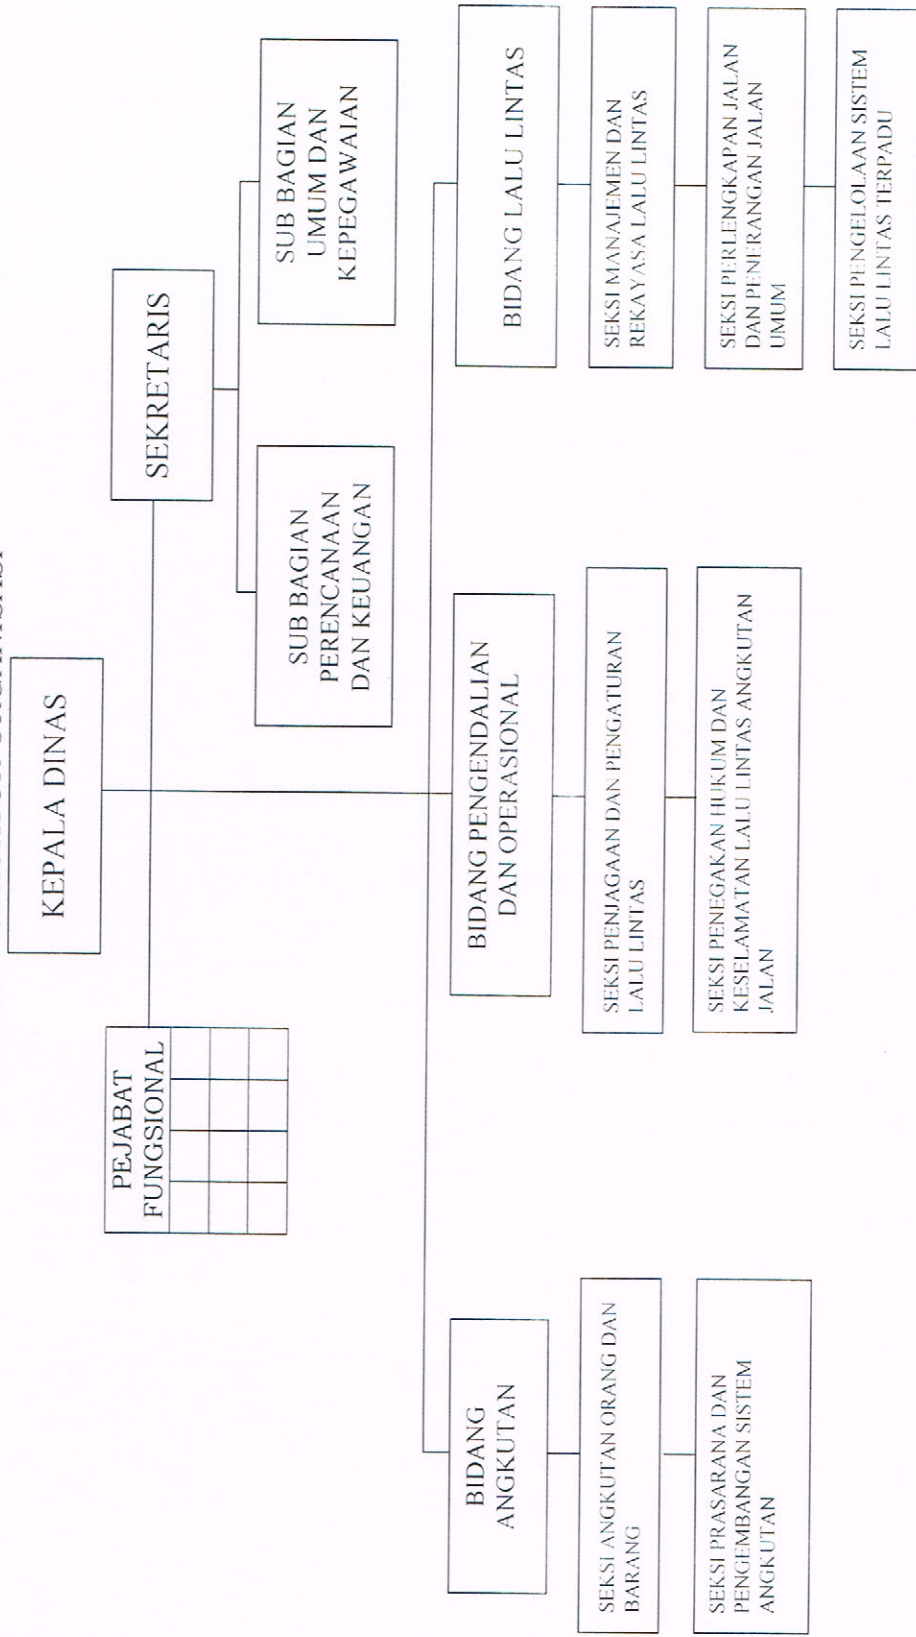 KEPALA DINAS
PEJABAT
FUNGSIONAL
SEKRETARIS
SUB BAGIAN
PERENCANAAN
DAN KEUANGAN
SUB BAGIAN
UMUM DAN
KEPEGAWAIAN
BIDANG
ANGKUTAN
SEKSI ANGKUTAN ORANG DAN
BARANG
SEKSI PRASARANA DAN
PENGEMBANGAN SISTEM
ANGKUTAN
BIDANG PENGENDALIAN
DAN OPERASIONAL
SEKSI PENJAGAAN DAN PENGATURAN
LALU LINTAS
SEKSI PENEGAKAN HUKUM DAN
KESELAMATAN LALU LINTAS ANGKUTAN
JALAN
BIDANG LALU LINTAS
SEKSI MANAJEMEN DAN
REKAYASA LALU LINTAS
SEKSI PERLENGKAPAN JALAN
DAN PENERANGAN JALAN
UMUM
SEKSI PENGELOLAAN SISTEM
LALU LINTAS TERPADU